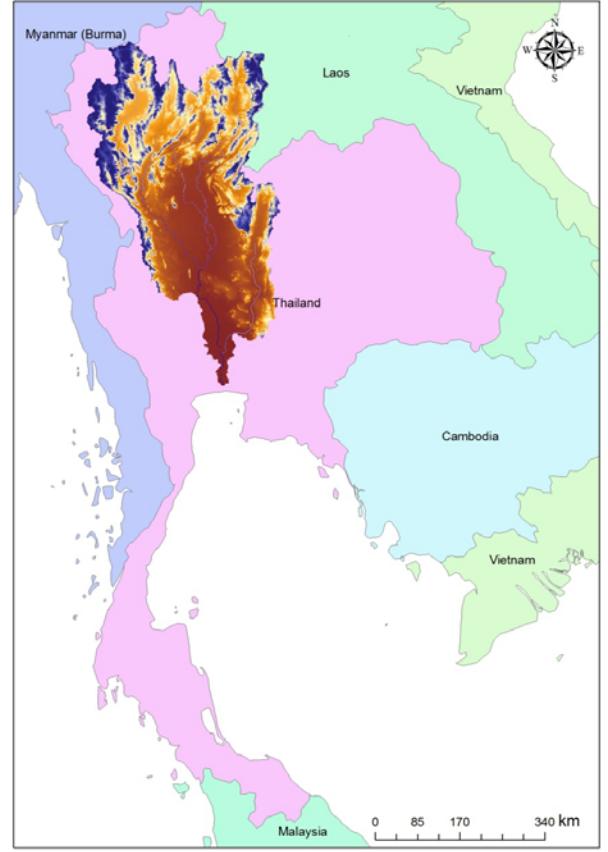 Myanmar (Burma)
N
W
E
S
Laos
Vietnam
Thailand
Cambodia
Vietnam
0 85 170 340 km
Malaysia